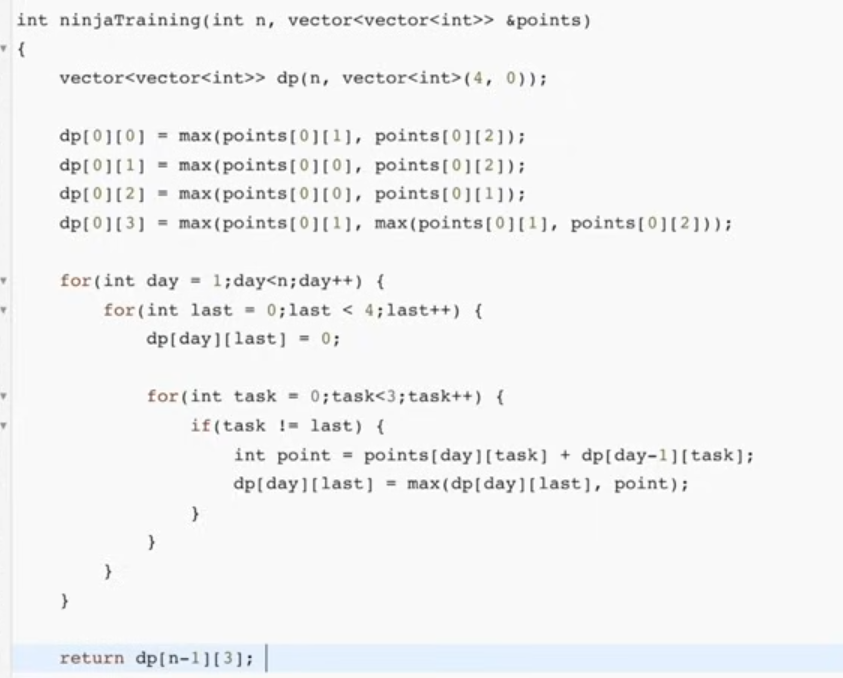 int ninjaTraining(int n, vector<vector<int>> &points)
{
    vector<vector<int>> dp(n, vector<int>(4, 0));

    dp[0][0] = max(points[0][1], points[0][2]);
    dp[0][1] = max(points[0][0], points[0][2]);
    dp[0][2] = max(points[0][0], points[0][1]);
    dp[0][3] = max(points[0][1], max(points[0][1], points[0][2]));

    for(int day = 1;day<n;day++) {
        for(int last = 0;last < 4;last++) {
            dp[day][last] = 0;

            for(int task = 0;task<3;task++) {
                if(task != last) {
                    int point = points[day][task] + dp[day-1][task];
                    dp[day][last] = max(dp[day][last], point);
                }
            }
        }
    }

    return dp[n-1][3];